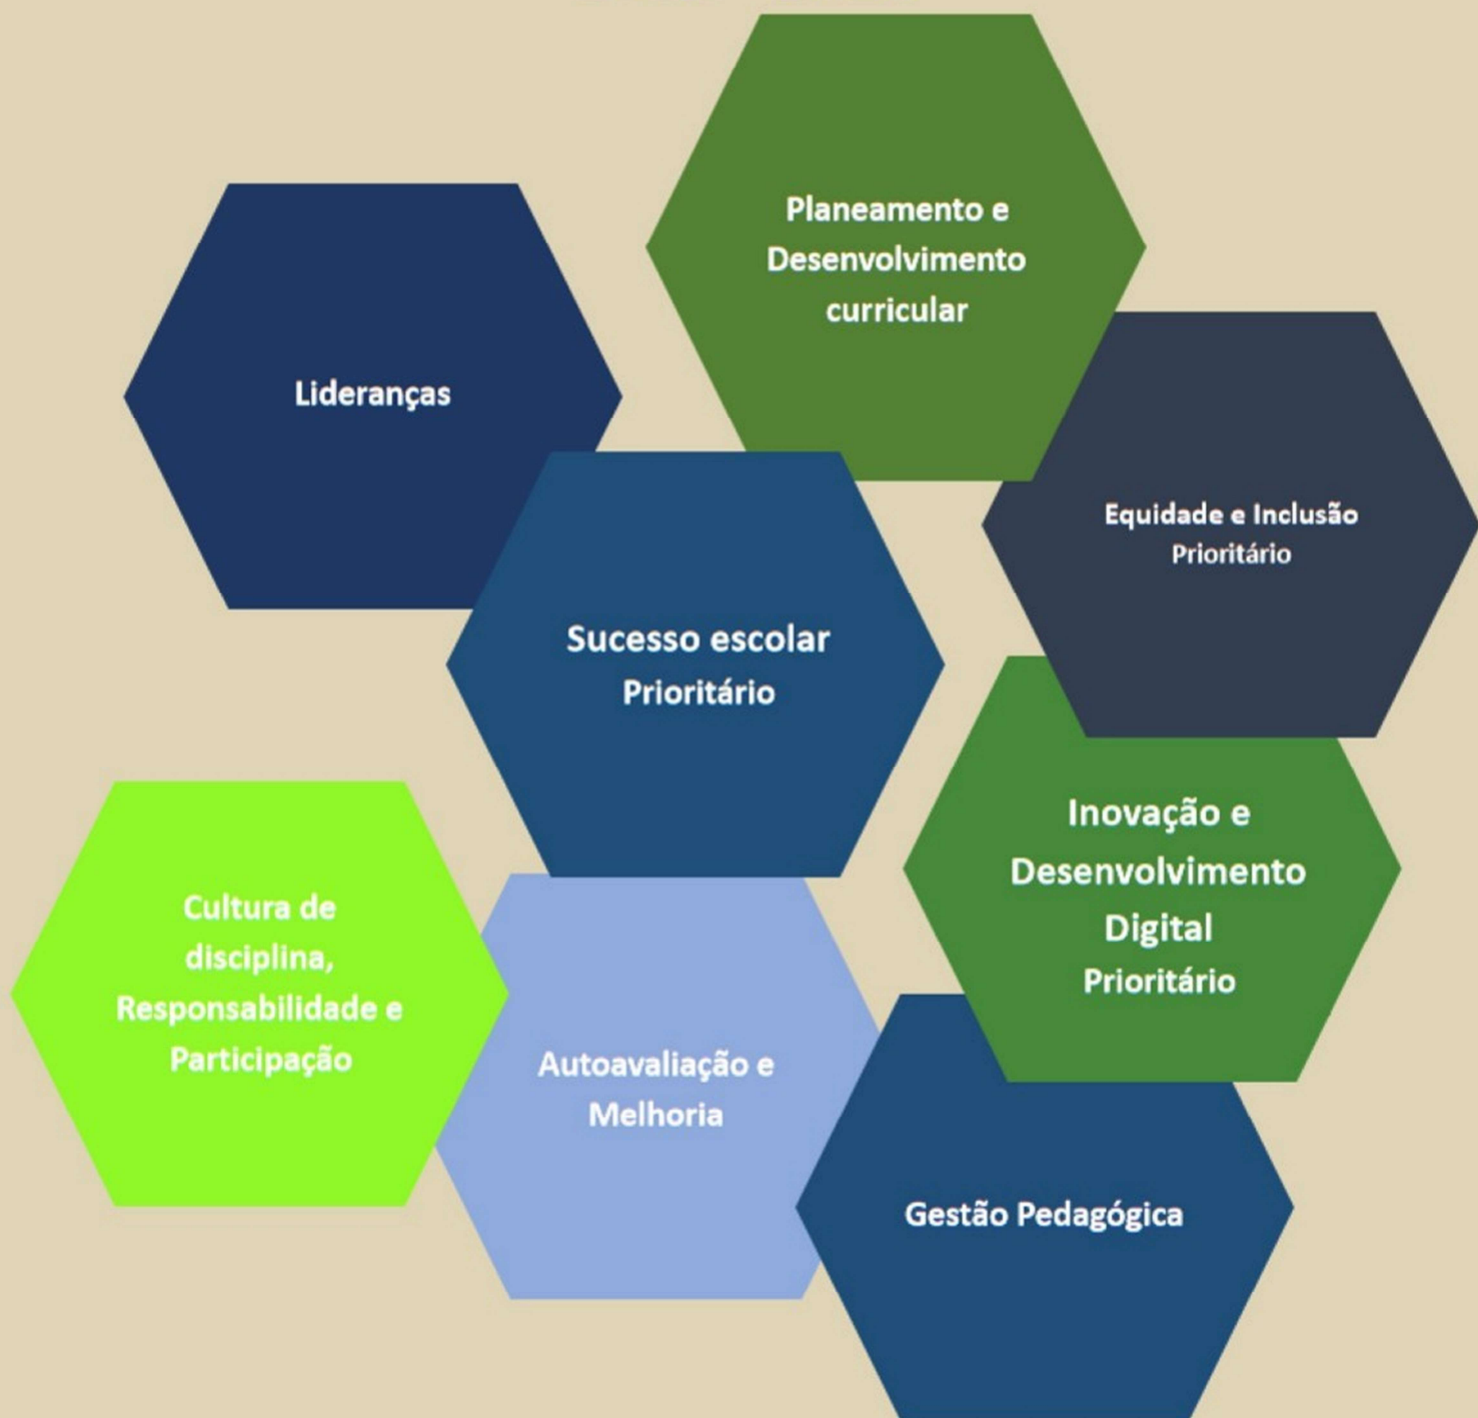 Planeamento e
Desenvolvimento
curricular
Lideranças
Equidade e Inclusão
Prioritário
Sucesso escolar
Prioritário
Inovação e
Desenvolvimento
Digital
Prioritário
Cultura de
disciplina,
Responsabilidade e
Participação
Autoavaliação e
Melhoria
Gestão Pedagógica